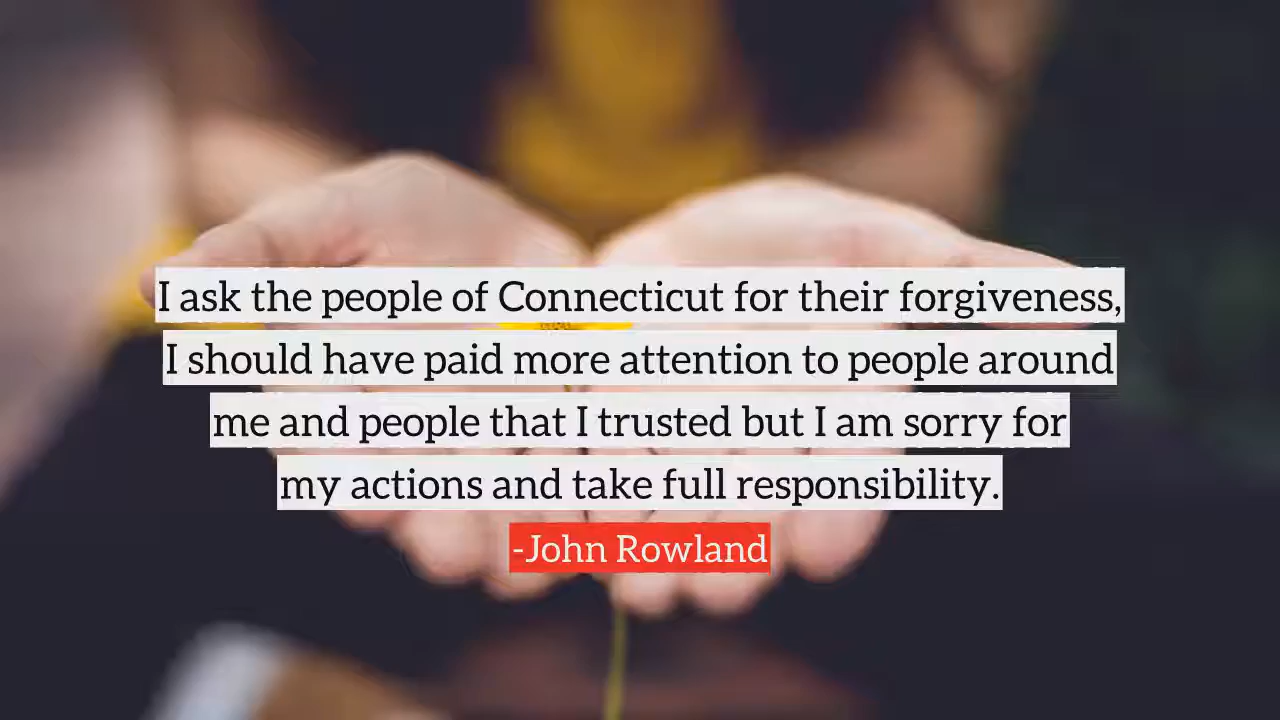 I ask the people of Connecticut for their forgiveness,
I should have paid more attention to people around
me and people that I trusted but I am sorry for
my actions and take full responsibility.
-John Rowland